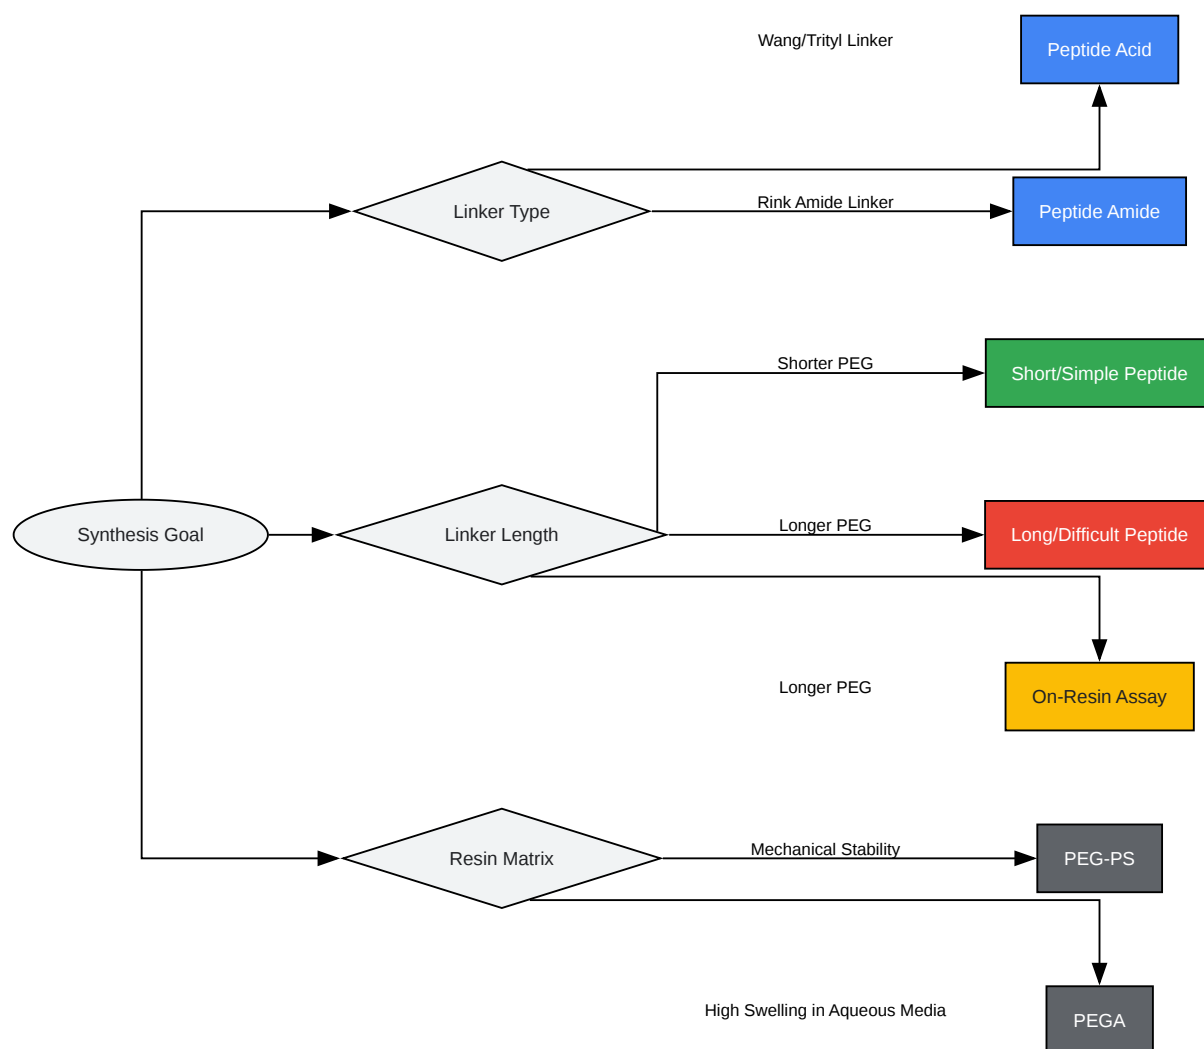 Wang/Trityl Linker
Peptide Acid
Linker Type
Rink Amide Linker
Peptide Amide
Shorter PEG
Short/Simple Peptide
Synthesis Goal
Linker Length
Longer PEG
Long/Difficult Peptide
Longer PEG
On-Resin Assay
Resin Matrix
Mechanical Stability
PEG-PS
High Swelling in Aqueous Media
PEGA